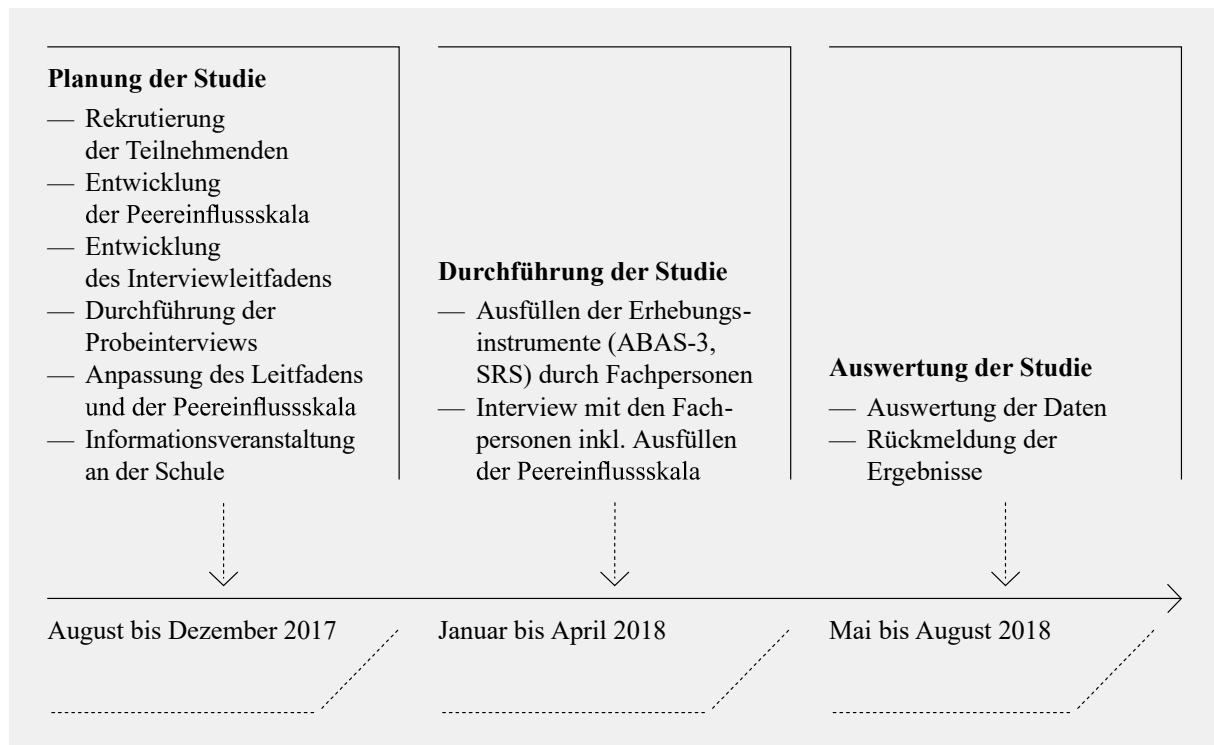 Planung der Studie
— Rekrutierung
der Teilnehmenden
— Entwicklung
der Peereinflussskala
— Entwicklung
des Interviewleitfadens
— Durchführung der
Probeinterviews
— Anpassung des Leitfadens
und der Peereinflussskala
— Informationsveranstaltung
an der Schule
Durchführung der Studie
— Ausfüllen der Erhebungs-
instrumente (ABAS-3,
SRS) durch Fachpersonen
— Interview mit den Fach-
personen inkl. Ausfüllen
der Peereinflussskala
Auswertung der Studie
— Auswertung der Daten
— Rückmeldung der
Ergebnisse
August bis Dezember 2017
Januar bis April 2018
Mai bis August 2018